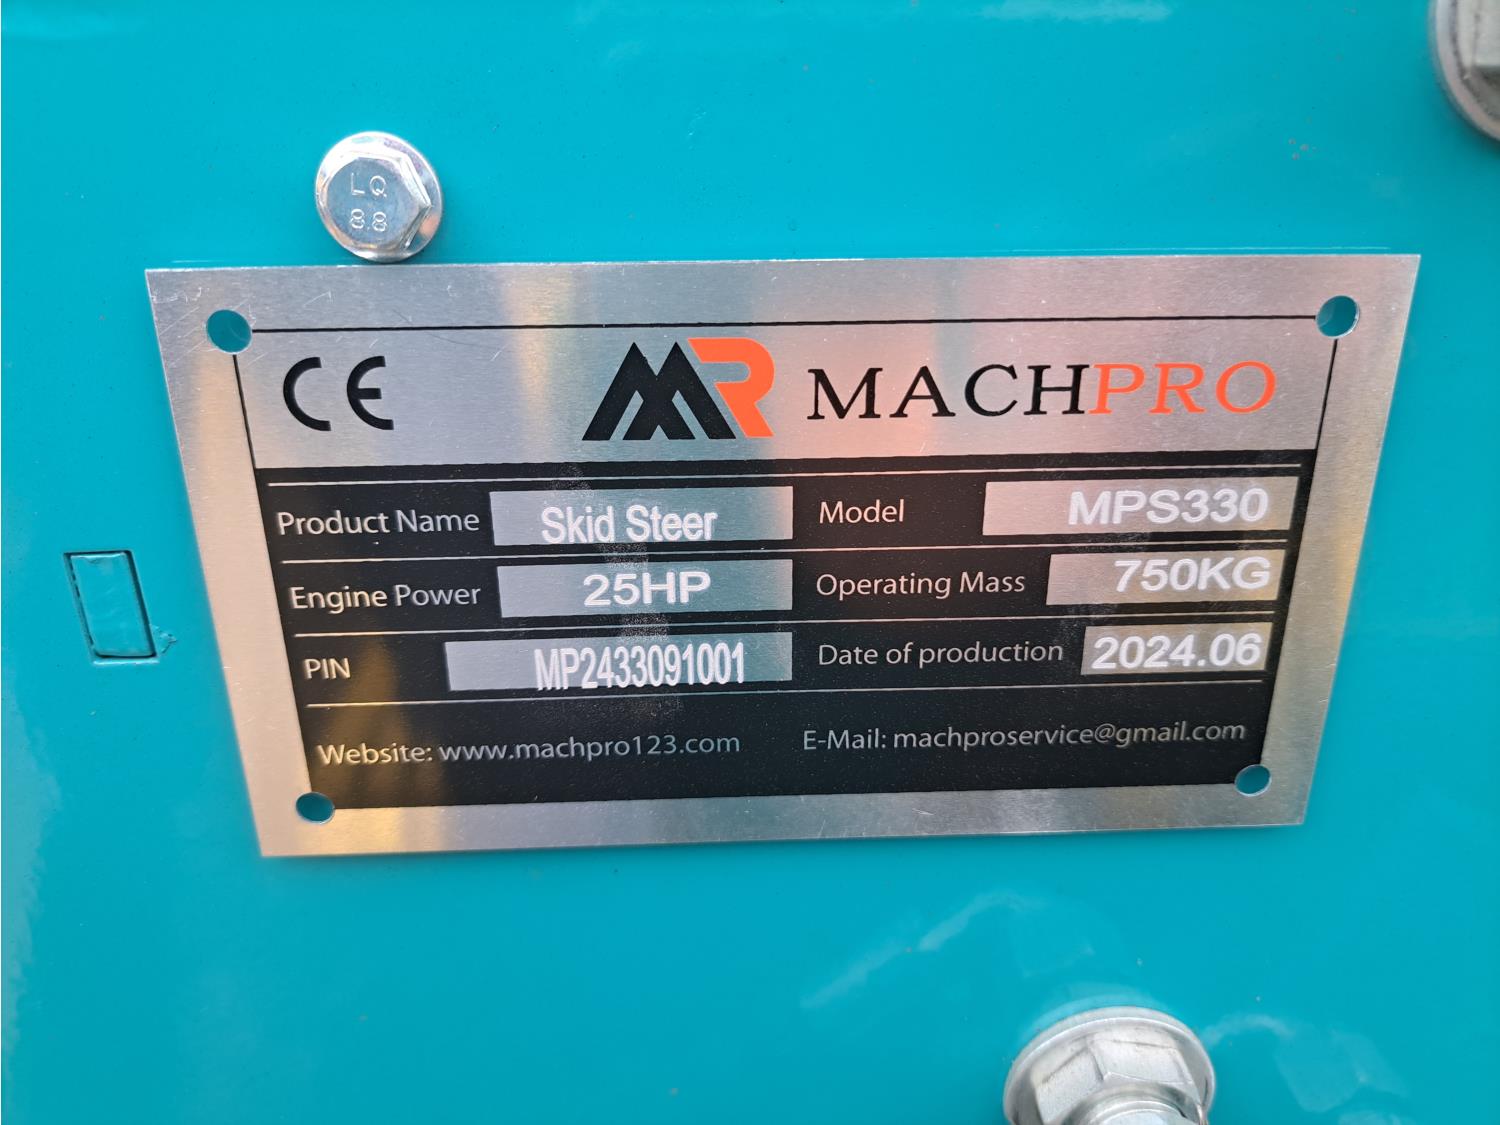 LQ
8.8
CE
MR MACHPRO
Product Name Skid Steer Model MPS330
Engine Power 25HP Operating Mass 750KG
PIN MP2433091001 Date of production 2024.06
Website: www.machpro123.com E-Mail: machproservice@gmail.com